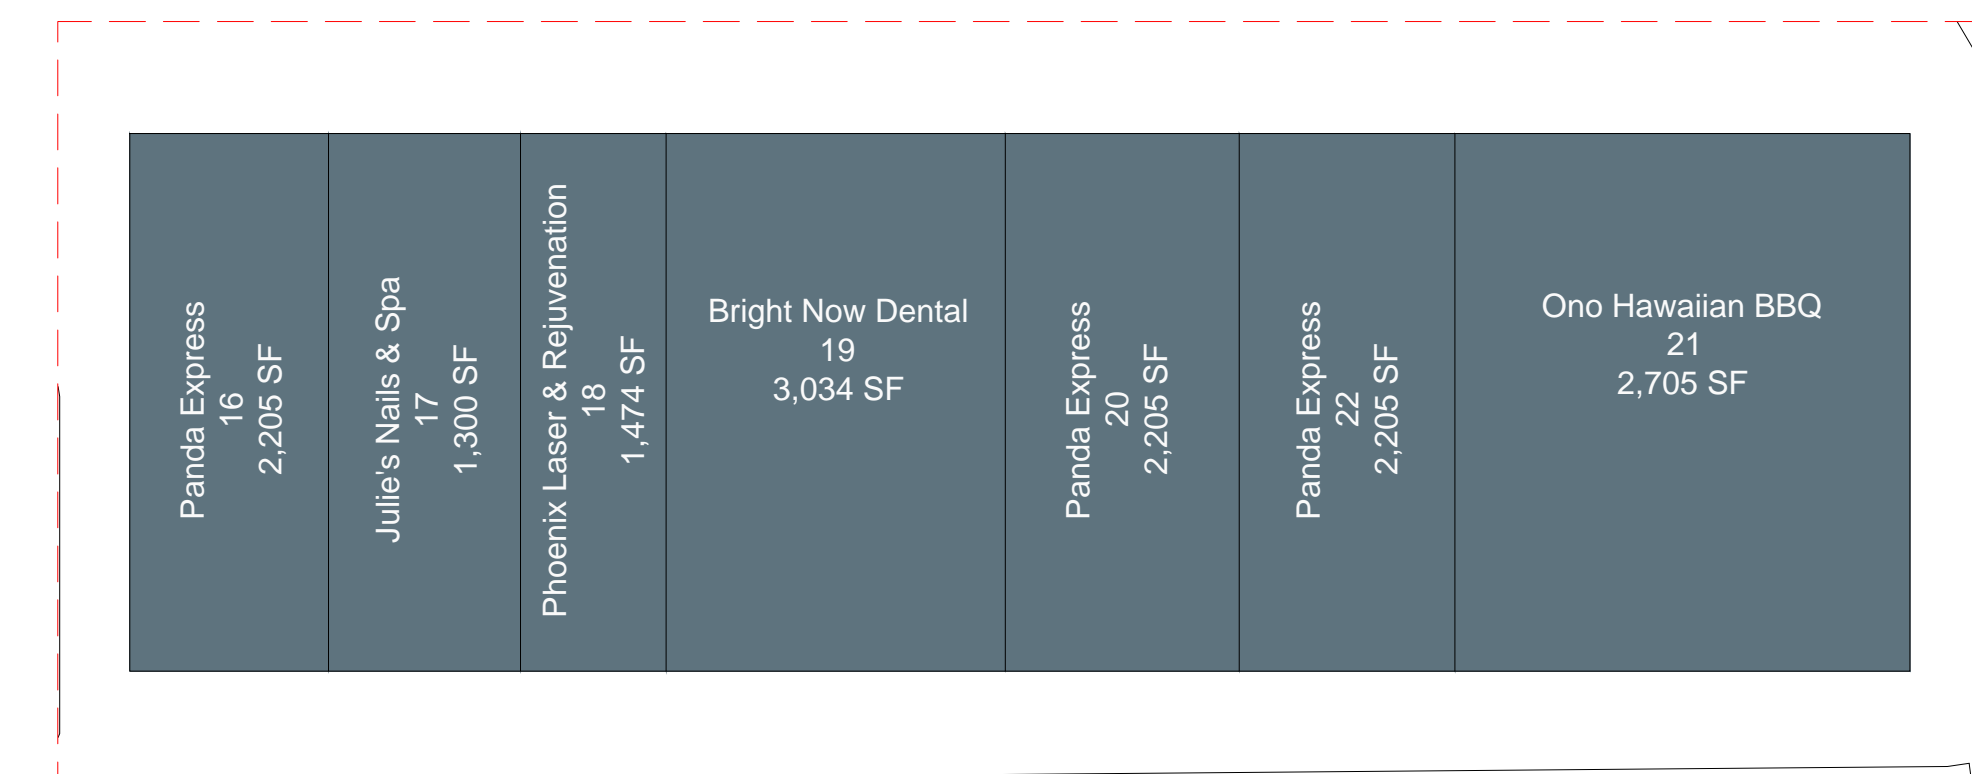 Panda Express
16
2,205 SF
Julie's Nails & Spa
17
1,300 SF
Phoenix Laser & Rejuvenation
18
1,474 SF
Bright Now Dental
19
3,034 SF
Panda Express
20
2,205 SF
Panda Express
22
2,205 SF
Ono Hawaiian BBQ
21
2,705 SF